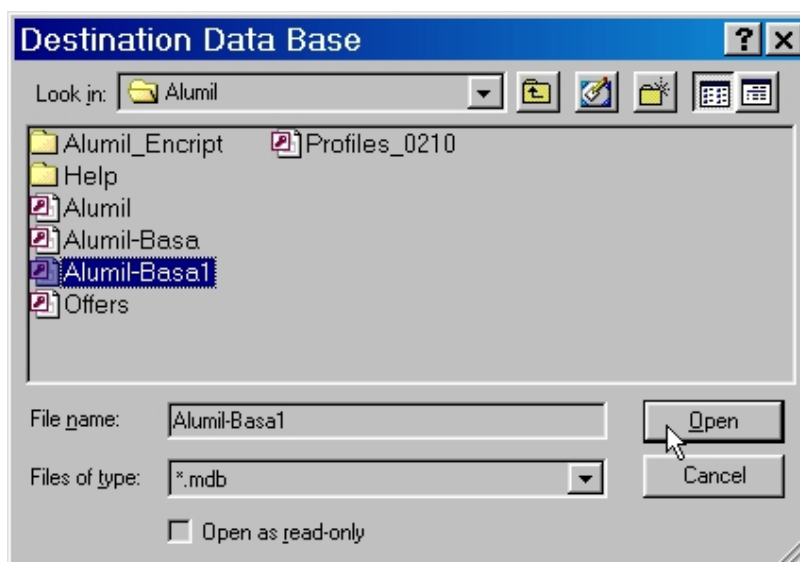 Destination Data Base
Look in: Alumil
Alumil_Encript Profiles_0210
Help
Alumil
Alumil-Basa
Alumil-Basa1
Offers
File name: Alumil-Basa1 Open
Files of type: *.mdb Cancel
Open as read-only